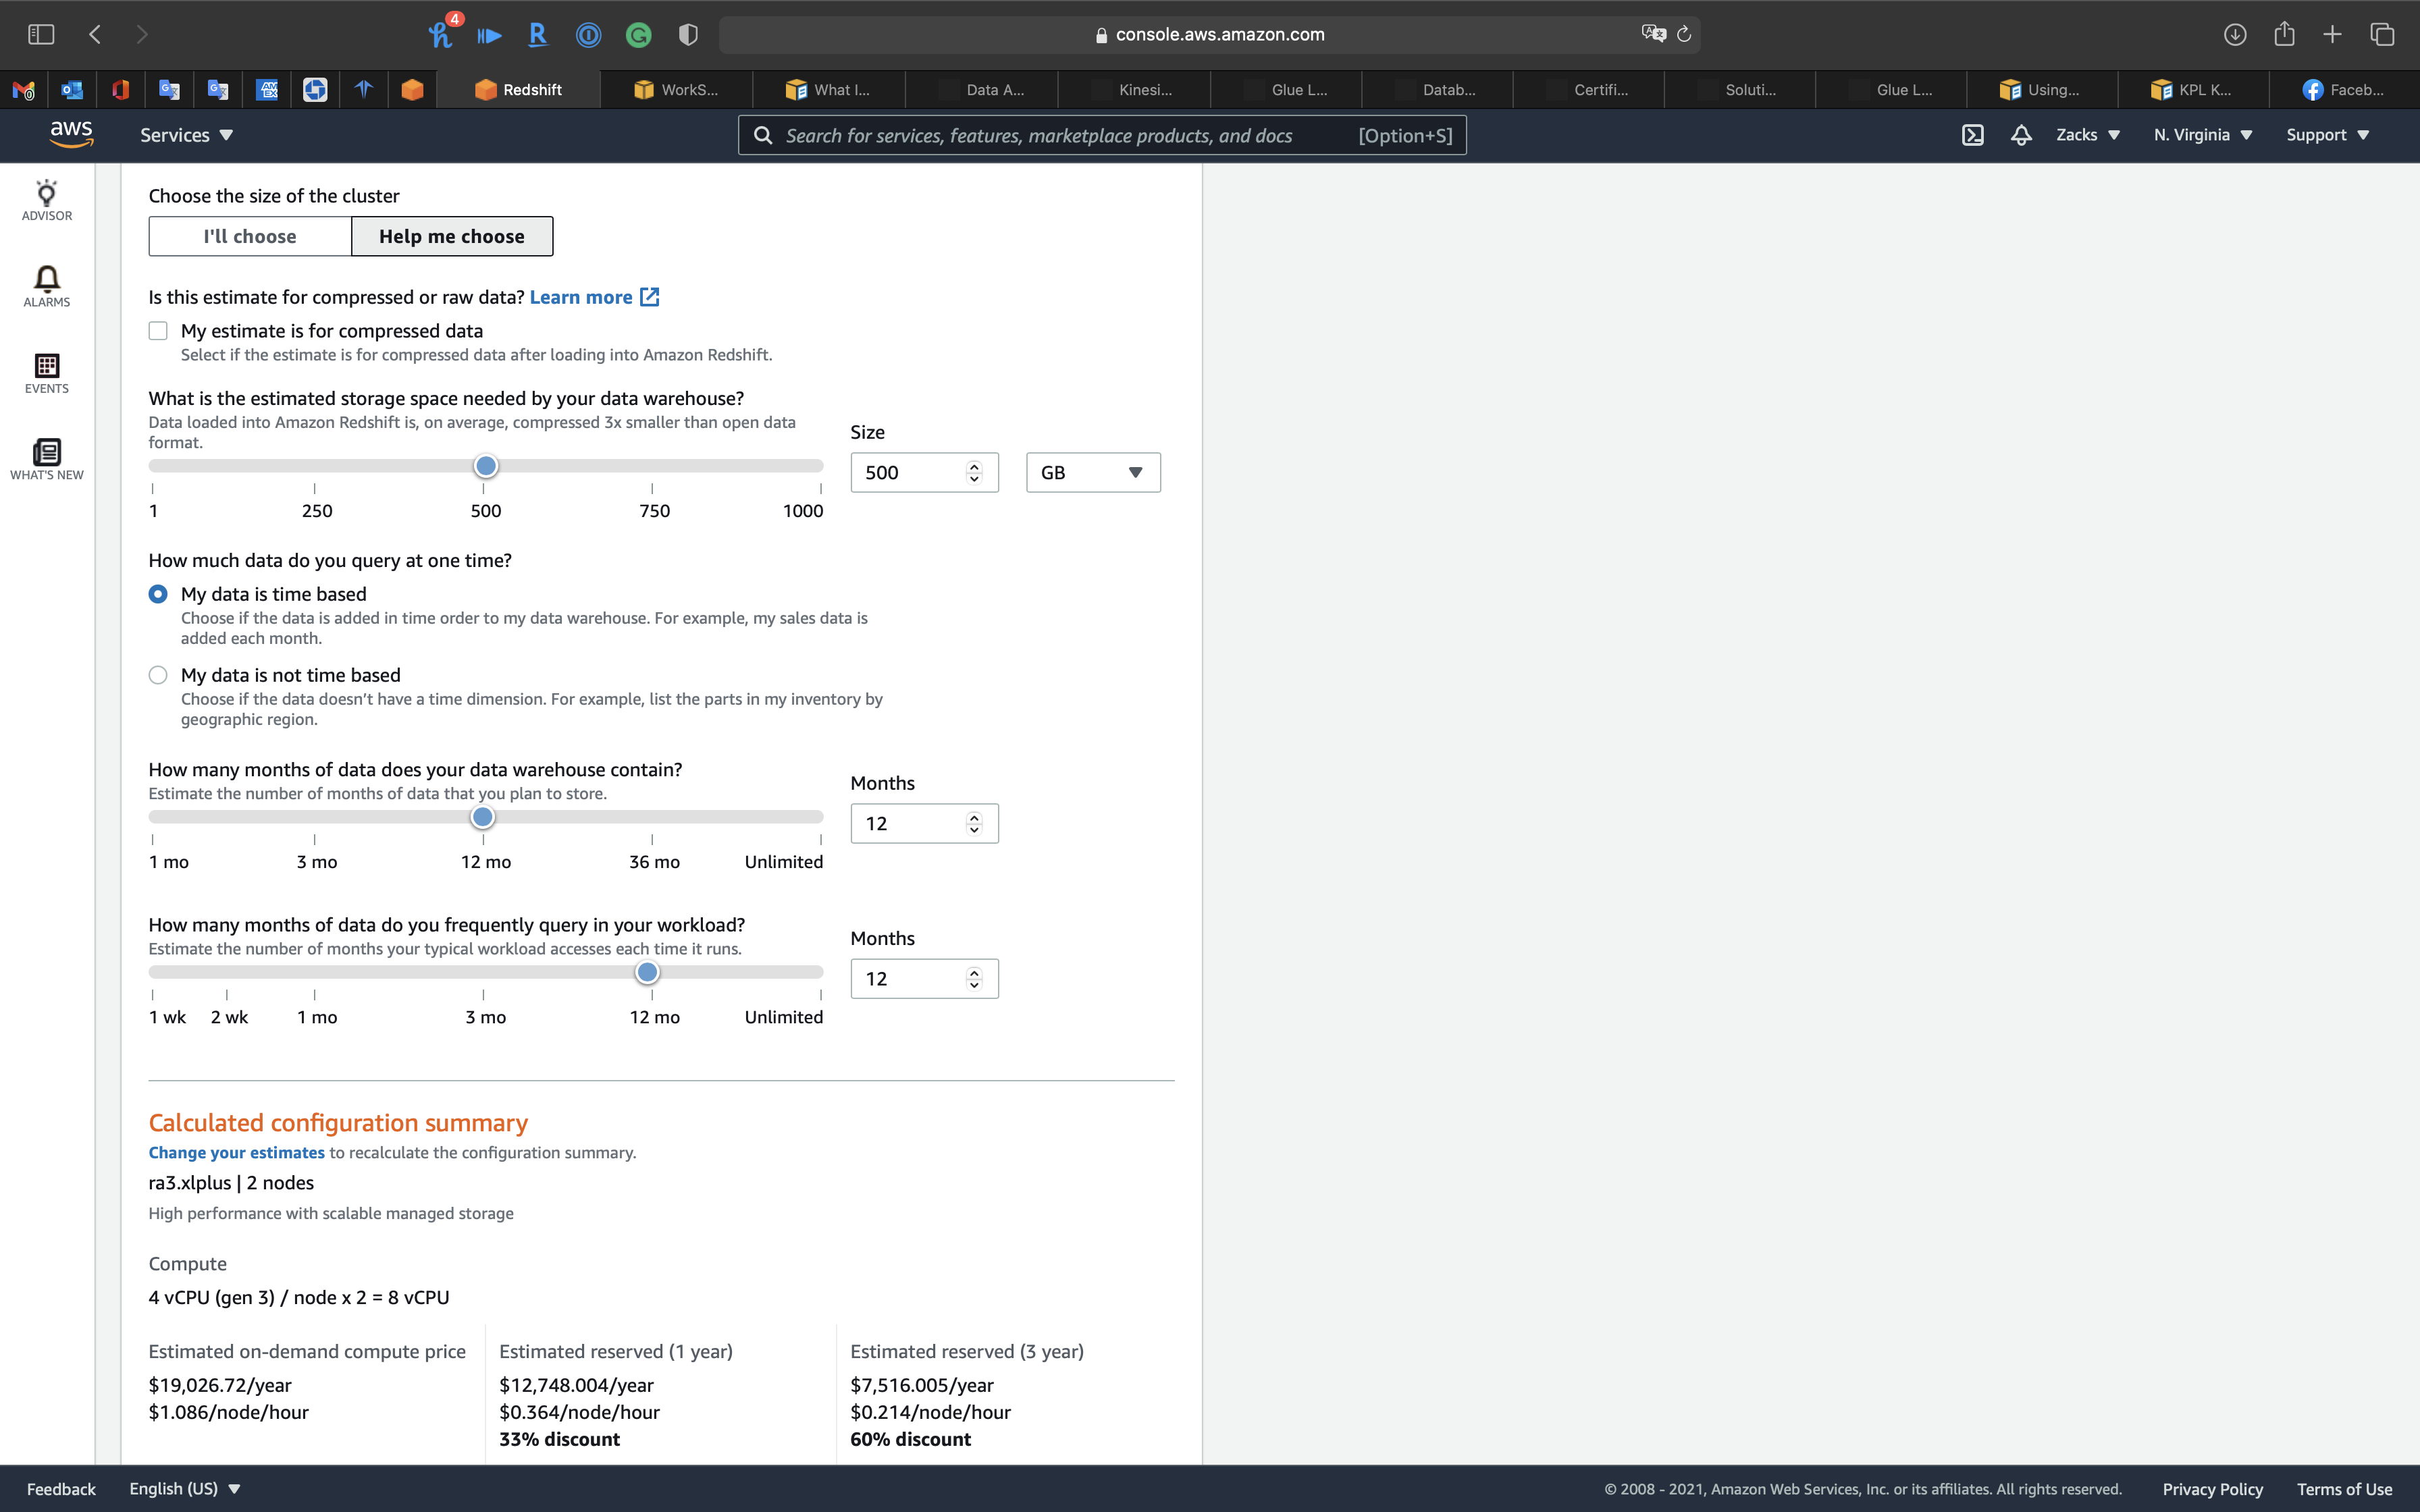 4
console.aws.amazon.com
Redshift
WorkS...
What I...
Data A...
Kinesi...
Glue L...
Datab...
Certifi...
Soluti...
Glue L...
Using...
KPL K...
Faceb...
aws
Services
Search for services, features, marketplace products, and docs
[Option+S]
Zacks
N. Virginia
Support
ADVISOR
ALARMS
EVENTS
WHAT'S NEW
Choose the size of the cluster
I'll choose
Help me choose
Is this estimate for compressed or raw data? Learn more
My estimate is for compressed data
Select if the estimate is for compressed data after loading into Amazon Redshift.
What is the estimated storage space needed by your data warehouse?
Data loaded into Amazon Redshift is, on average, compressed 3x smaller than open data
format.
Size
500
GB
1
250
500
750
1000
How much data do you query at one time?
My data is time based
Choose if the data is added in time order to my data warehouse. For example, my sales data is
added each month.
My data is not time based
Choose if the data doesn't have a time dimension. For example, list the parts in my inventory by
geographic region.
How many months of data does your data warehouse contain?
Estimate the number of months of data that you plan to store.
Months
12
1 mo
3 mo
12 mo
36 mo
Unlimited
How many months of data do you frequently query in your workload?
Estimate the number of months your typical workload accesses each time it runs.
Months
12
1 wk
2 wk
1 mo
3 mo
12 mo
Unlimited
Calculated configuration summary
Change your estimates to recalculate the configuration summary.
ra3.xlplus | 2 nodes
High performance with scalable managed storage
Compute
4 vCPU (gen 3) / node x 2 = 8 vCPU
Estimated on-demand compute price
$19,026.72/year
$1.086/node/hour
Estimated reserved (1 year)
$12,748.004/year
$0.364/node/hour
33% discount
Estimated reserved (3 year)
$7,516.005/year
$0.214/node/hour
60% discount
Feedback
English (US)
© 2008 - 2021, Amazon Web Services, Inc. or its affiliates. All rights reserved.
Privacy Policy
Terms of Use